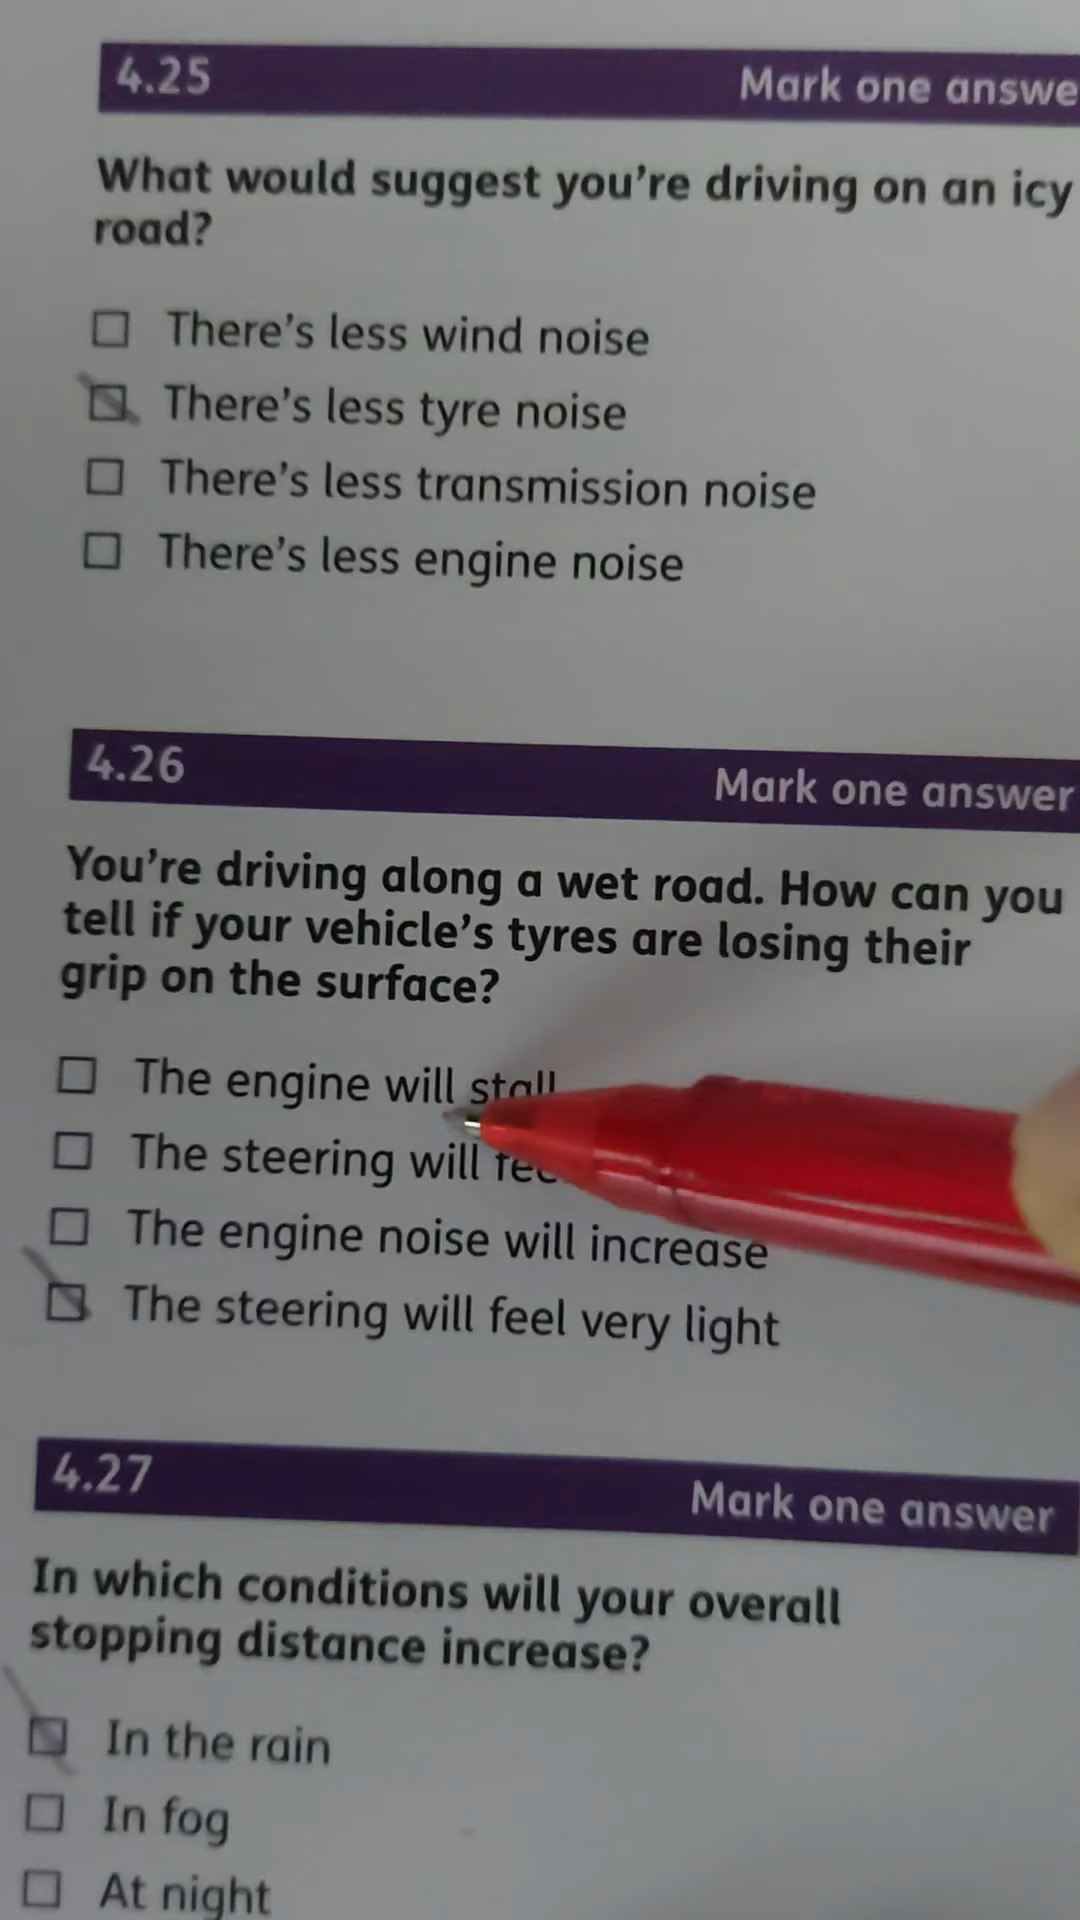 4.25 Mark one answe
What would suggest you're driving on an icy
road?
There's less wind noise
There's less tyre noise
There's less transmission noise
There's less engine noise
4.26 Mark one answer
You're driving along a wet road. How can you
tell if your vehicle's tyres are losing their
grip on the surface?
The engine will stall
The steering will
The engine noise will increase
The steering will feel very light
4.27 Mark one answer
In which conditions will your overall
stopping distance increase?
In the rain
In fog
At night